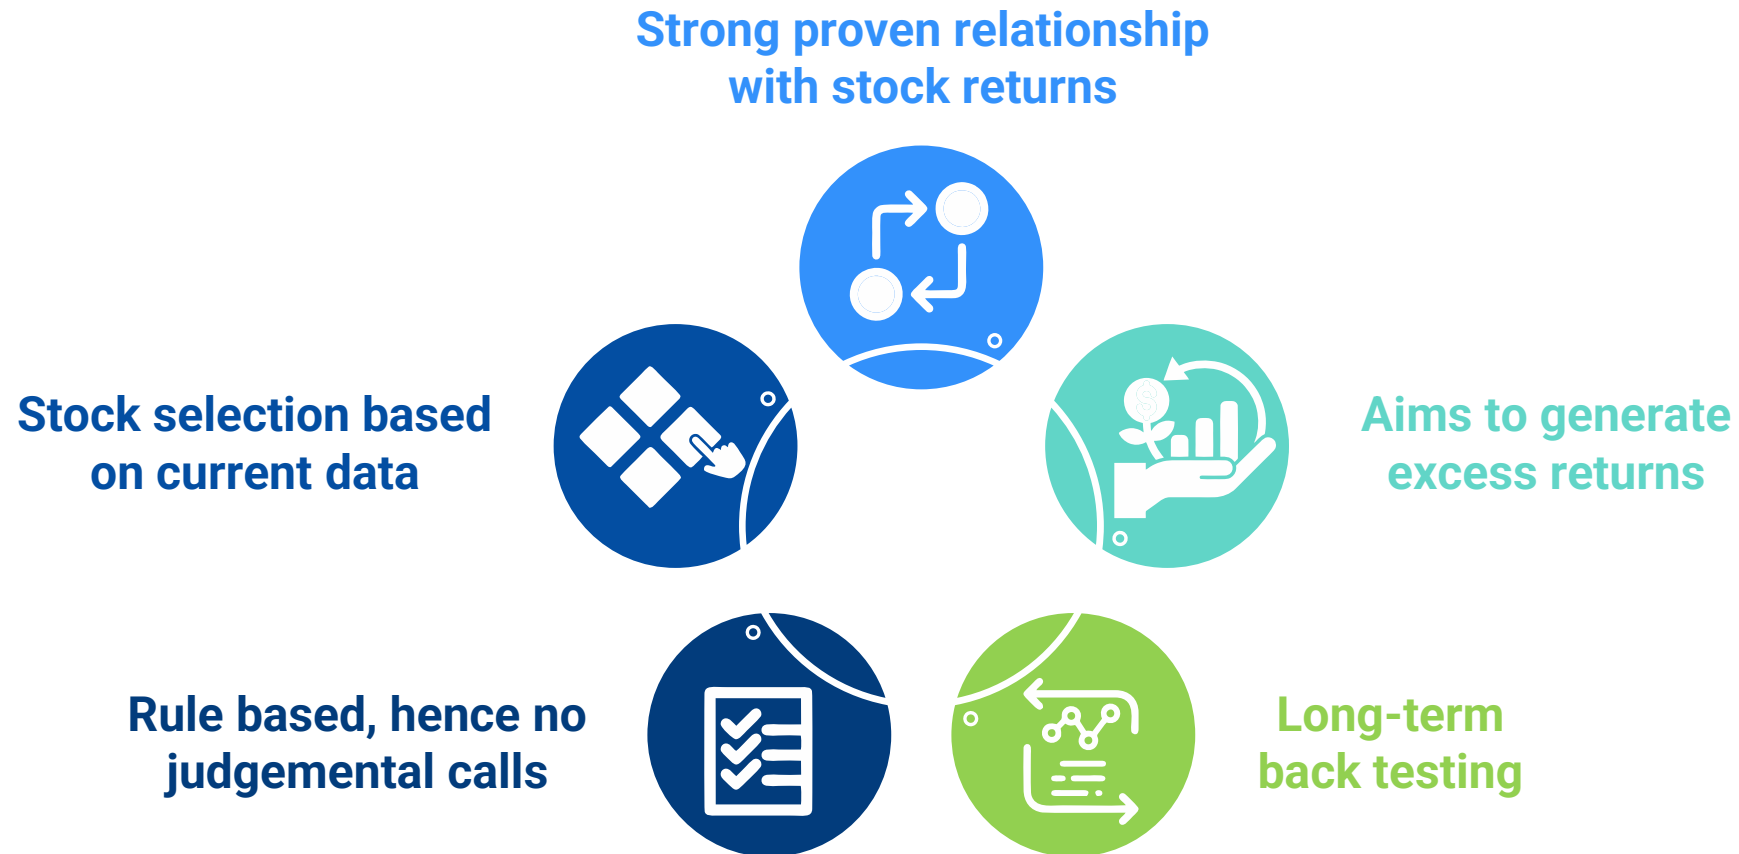 Strong proven relationship
with stock returns
Stock selection based
on current data
Aims to generate
excess returns
Rule based, hence no
judgemental calls
Long-term
back testing